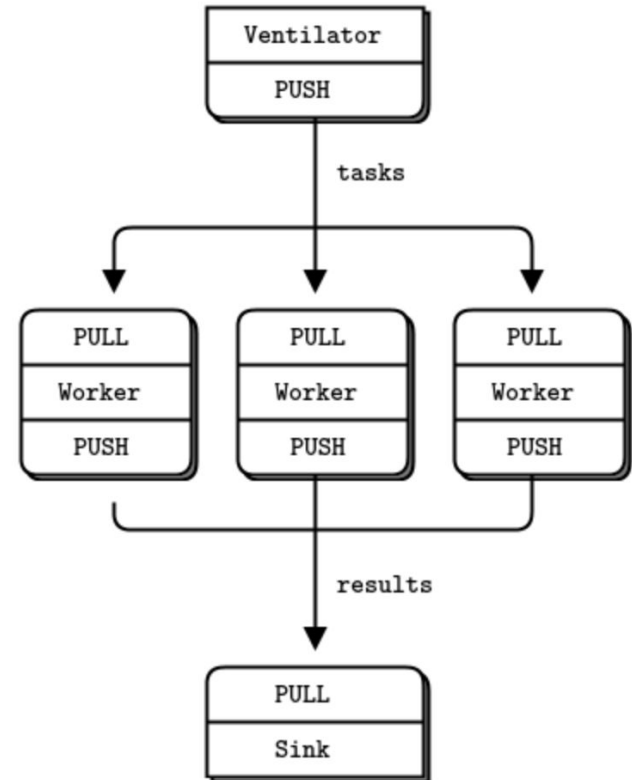 Ventilator
PUSH
tasks
PULL PULL PULL
Worker Worker Worker
PUSH PUSH PUSH
results
PULL
Sink